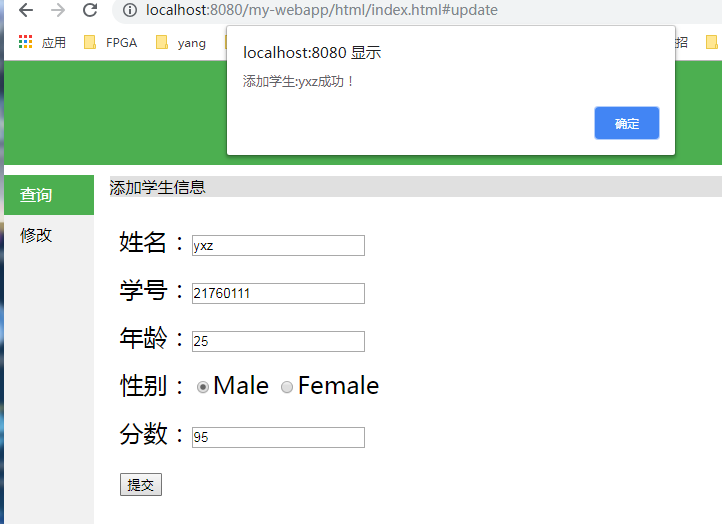 localhost:8080/my-webapp/html/index.html#update
应用 FPGA yang 招
localhost:8080 显示
添加学生:yxz成功！
确定
查询
修改
添加学生信息
姓名：yxz
学号：21760111
年龄：25
性别：Male Female
分数：95
提交